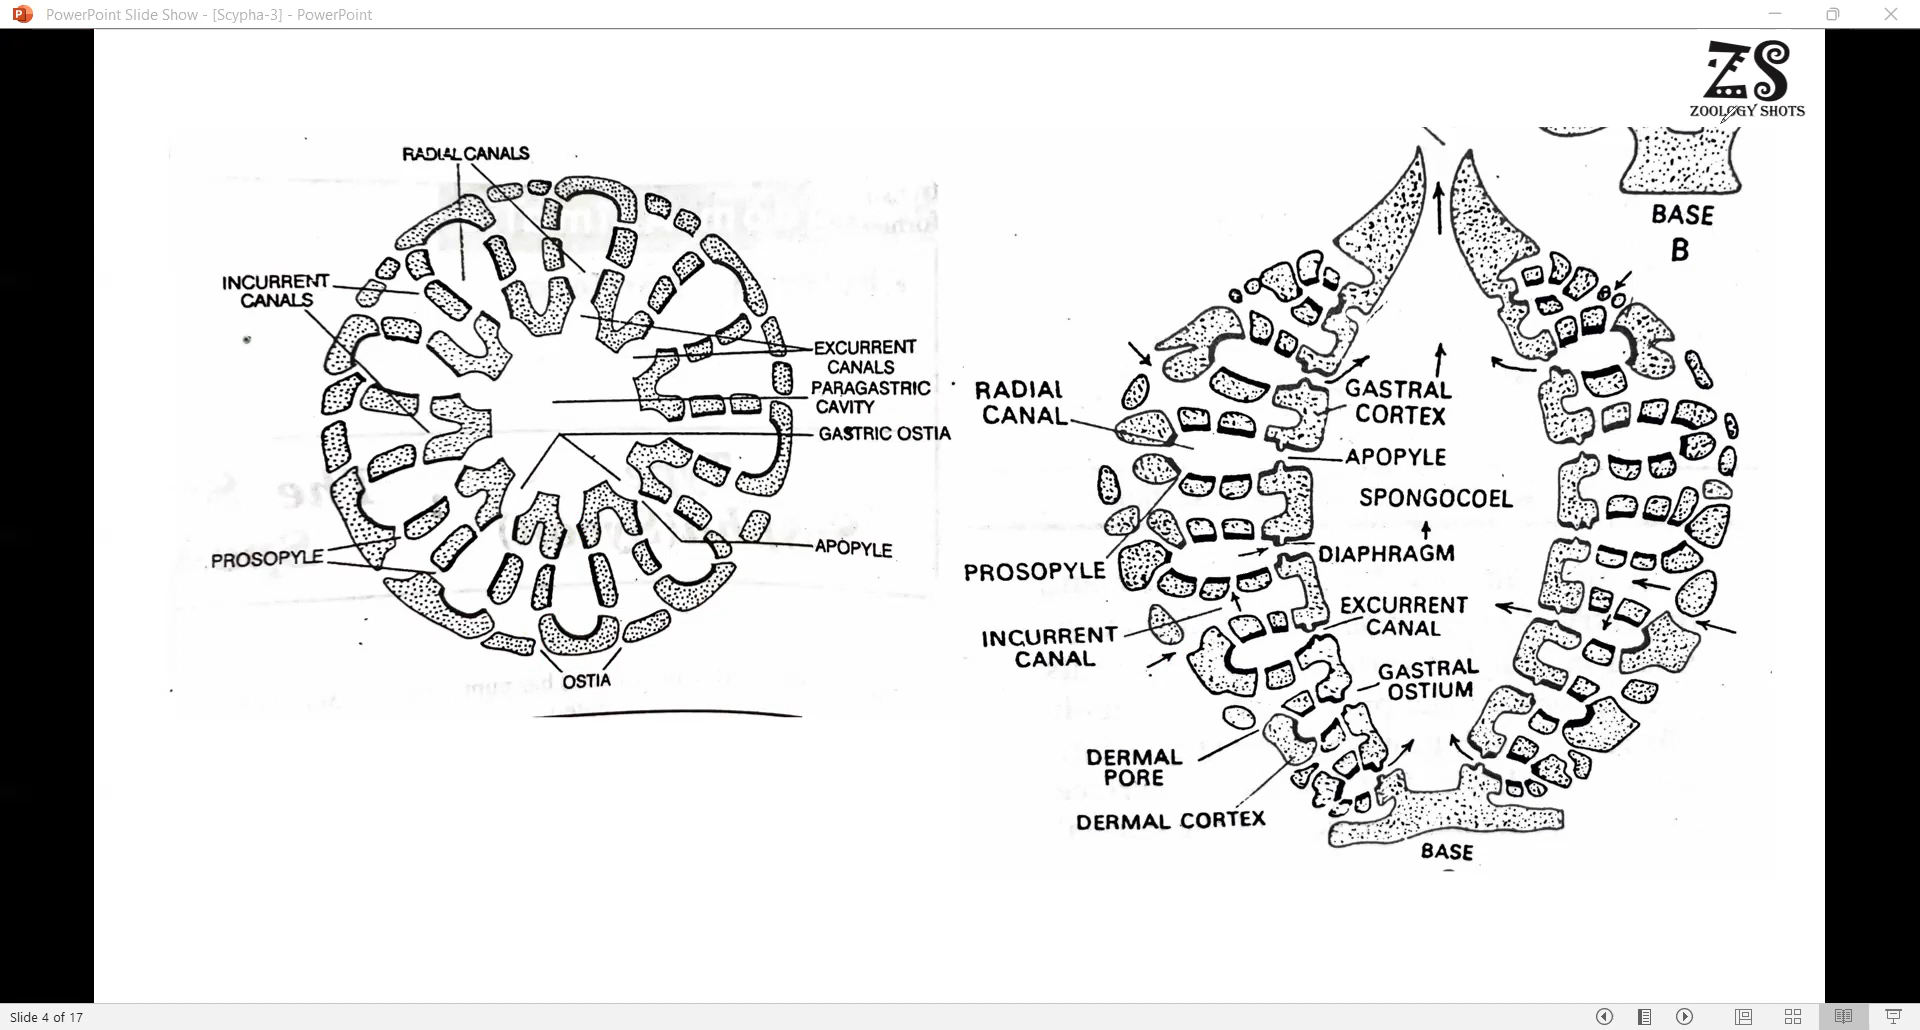 PowerPoint Slide Show - [Scypha-3] - PowerPoint
ZS
ZOOLOGY SHOTS
RADIAL CANALS
INCURRENT
CANALS
EXCURRENT
CANALS
PARAGASTRIC
CAVITY
GASTRIC OSTIA
APOPYLE
PROSOPYLE
OSTIA
BASE
B
RADIAL
CANAL
GASTRAL
CORTEX
APOPYLE
SPONGOCOEL
DIAPHRAGM
PROSOPYLE
EXCURRENT
CANAL
INCURRENT
CANAL
GASTRAL
OSTIUM
DERMAL
PORE
DERMAL CORTEX
BASE
Slide 4 of 17